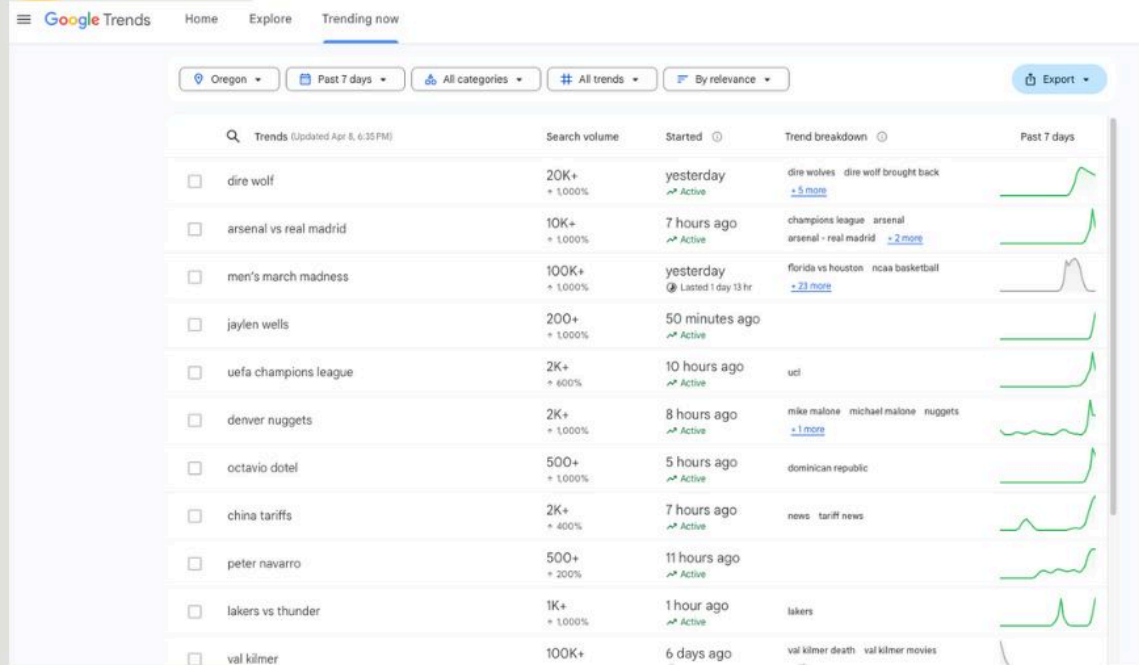 Google Trends Home Explore Trending now
Oregon Past 7 days All categories All trends By relevance Export
Trends (Updated Apr 8, 6:35 PM) Search volume Started Trend breakdown Past 7 days
dire wolf 20K+ yesterday dire wolves dire wolf brought back
↑ 1,000% Active + 5 more
arsenal vs real madrid 10K+ 7 hours ago champions league arsenal
↑ 1,000% Active arsenal - real madrid + 2 more
men's march madness 100K+ yesterday florida vs houston ncaa basketball
↑ 1,000% Lasted 1 day 13 hr + 23 more
jaylen wells 200+ 50 minutes ago
↑ 1,000% Active
uefa champions league 2K+ 10 hours ago ucl
↑ 600% Active
denver nuggets 2K+ 8 hours ago mike malone michael malone nuggets
↑ 1,000% Active + 1 more
octavio dotel 500+ 5 hours ago dominican republic
↑ 1,000% Active
china tariffs 2K+ 7 hours ago news tariff news
↑ 400% Active
peter navarro 500+ 11 hours ago
↑ 200% Active
lakers vs thunder 1K+ 1 hour ago lakers
↑ 1,000% Active
val kilmer 100K+ 6 days ago val kilmer death val kilmer movies